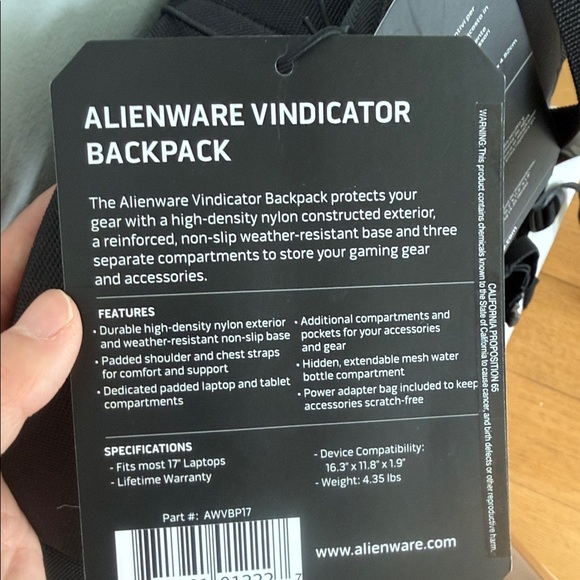 ALIENWARE VINDICATOR
BACKPACK
The Alienware Vindicator Backpack protects your
gear with a high-density nylon constructed exterior,
a reinforced, non-slip weather-resistant base and three
separate compartments to store your gaming gear
and accessories.
FEATURES
• Durable high-density nylon exterior
and weather-resistant non-slip base
• Padded shoulder and chest straps
for comfort and support
• Dedicated padded laptop and tablet
compartments
• Additional compartments and
pockets for your accessories
and gear
• Hidden, extendable mesh water
bottle compartment
• Power adapter bag included to keep
accessories scratch-free
SPECIFICATIONS
- Fits most 17" Laptops
- Lifetime Warranty
- Device Compatibility:
16.3" x 11.8" x 1.9"
- Weight: 4.35 lbs
Part #: AWVBP17
www.alienware.com
CALIFORNIA PROPOSITION 65
WARNING: This product contains chemicals known to the State of California to cause cancer, and birth defects or other reproductive harm.